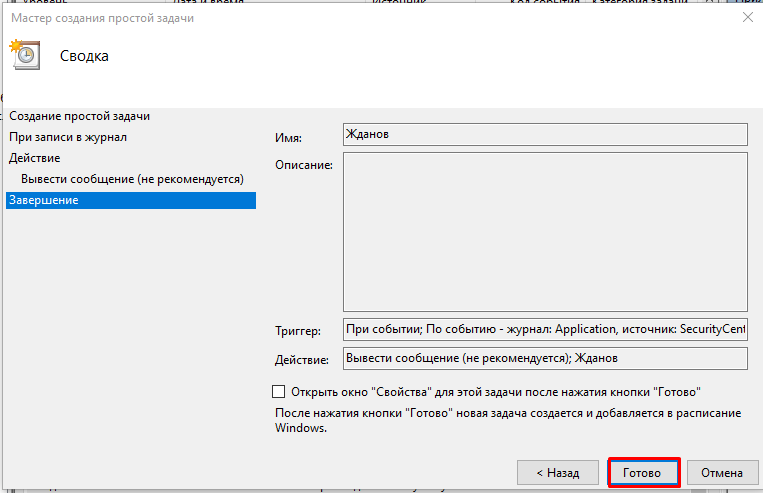 Мастер создания простой задачи
Сводка
Создание простой задачи
При записи в журнал
Действие
Вывести сообщение (не рекомендуется)
Завершение
Имя: Жданов
Описание:
Триггер: При событии; По событию - журнал: Application, источник: SecurityCent
Действие: Вывести сообщение (не рекомендуется); Жданов
Открыть окно "Свойства" для этой задачи после нажатия кнопки "Готово"
После нажатия кнопки "Готово" новая задача создается и добавляется в расписание
Windows.
< Назад Готово Отмена